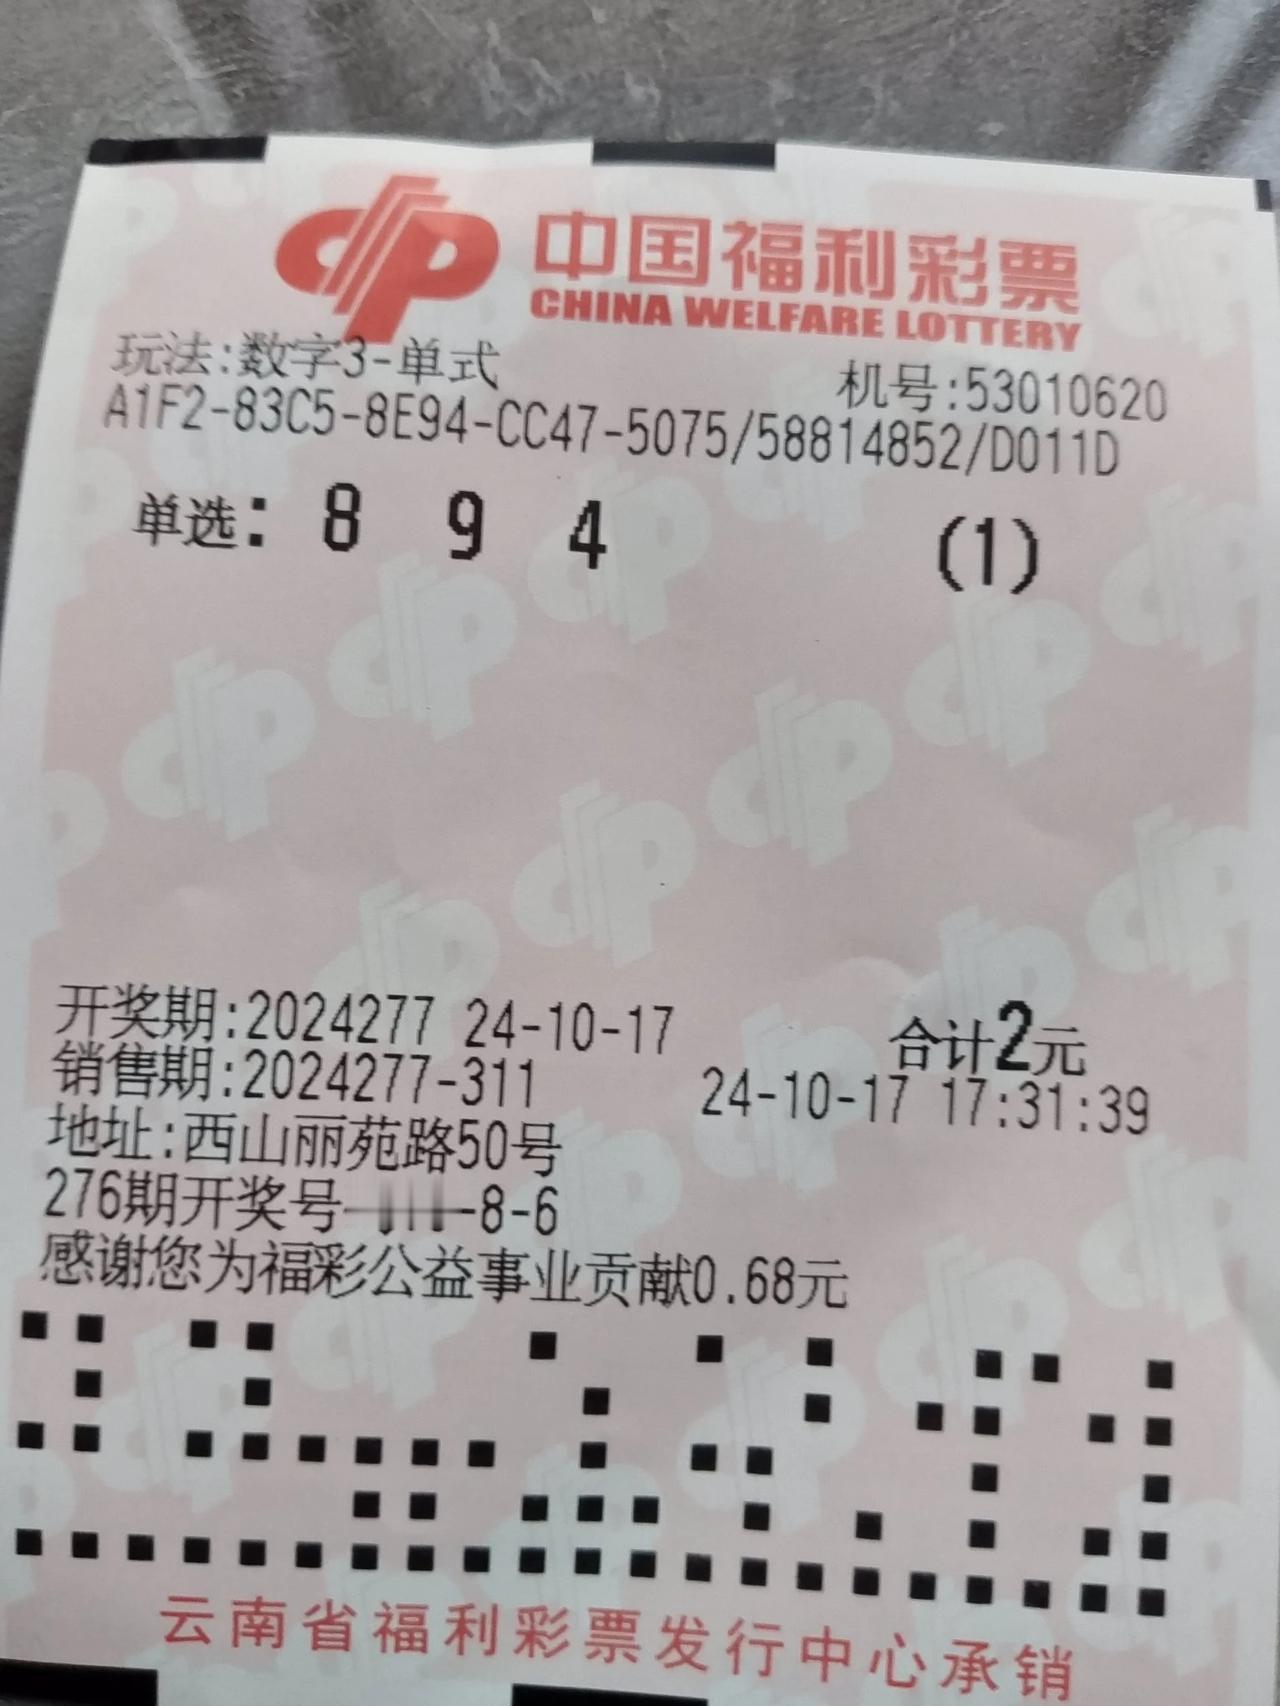 中国福利彩票
CHINA WELFARE LOTTERY
玩法:数字3-单式
机号:53010620
A1F2-83C5-8E94-CC47-5075/58814852/D011D
单选: 8 9 4 (1)
开奖期:2024277 24-10-17
合计2元
销售期:2024277-311
24-10-17 17:31:39
地址:西山丽苑路50号
276期开奖号 -8-6
感谢您为福彩公益事业贡献0.68元
云南省福利彩票发行中心承销